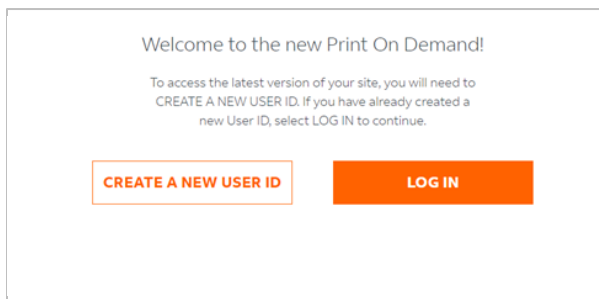 Welcome to the new Print On Demand!
To access the latest version of your site, you will need to
CREATE A NEW USER ID. If you have already created a
new User ID, select LOG IN to continue.
CREATE A NEW USER ID
LOG IN